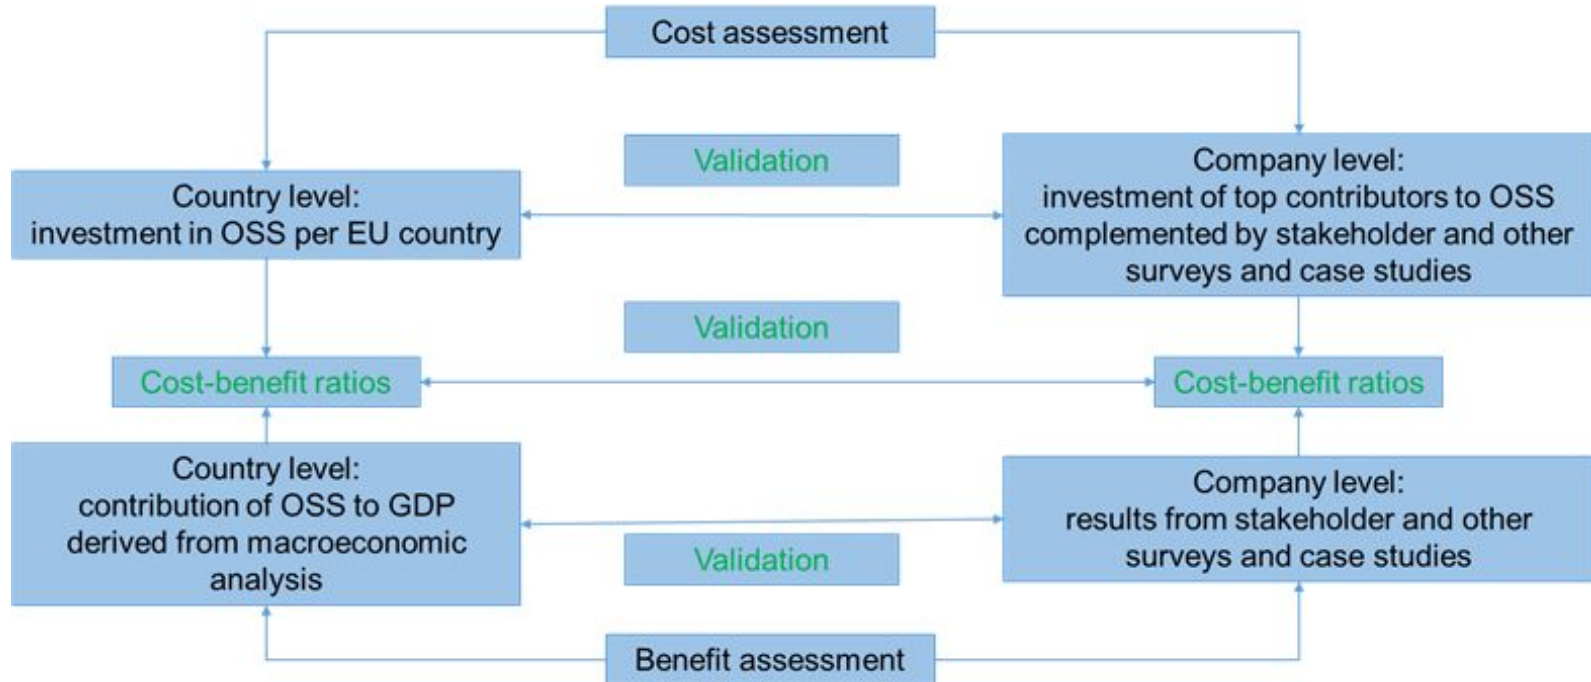 Cost assessment
Validation
Country level:
investment in OSS per EU country
Company level:
investment of top contributors to OSS
complemented by stakeholder and other
surveys and case studies
Validation
Cost-benefit ratios
Cost-benefit ratios
Country level:
contribution of OSS to GDP
derived from macroeconomic
analysis
Company level:
results from stakeholder and other
surveys and case studies
Validation
Benefit assessment